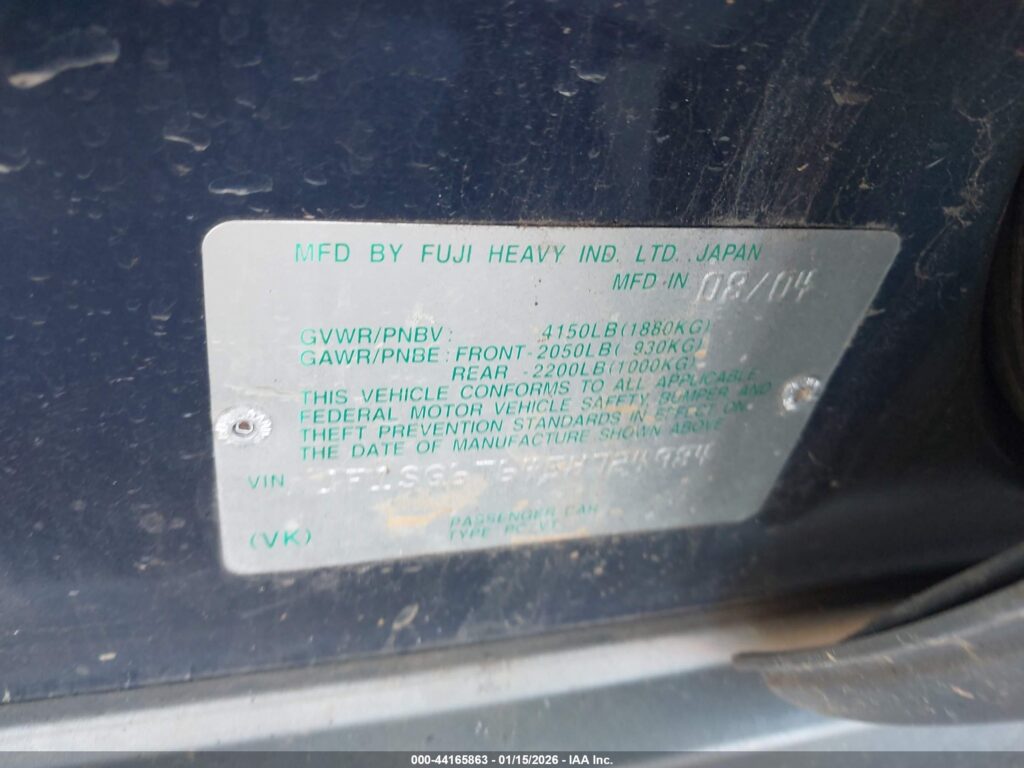 MFD BY FUJI HEAVY IND. LTD. JAPAN
MFD IN 08/04
GVWR/PNBV: 4150LB(1880KG)
GAWR/PNBE: FRONT-2050LB( 930KG)
REAR -2200LB(1000KG)
THIS VEHICLE CONFORMS TO ALL APPLICABLE
FEDERAL MOTOR VEHICLE SAFETY, BUMPER AND
THEFT PREVENTION STANDARDS IN EFFECT ON
THE DATE OF MANUFACTURE SHOWN ABOVE
VIN JF1SG67645H724984
PASSENGER CAR
(VK) TYPE
000-44165863 - 01/15/2026 - IAA Inc.